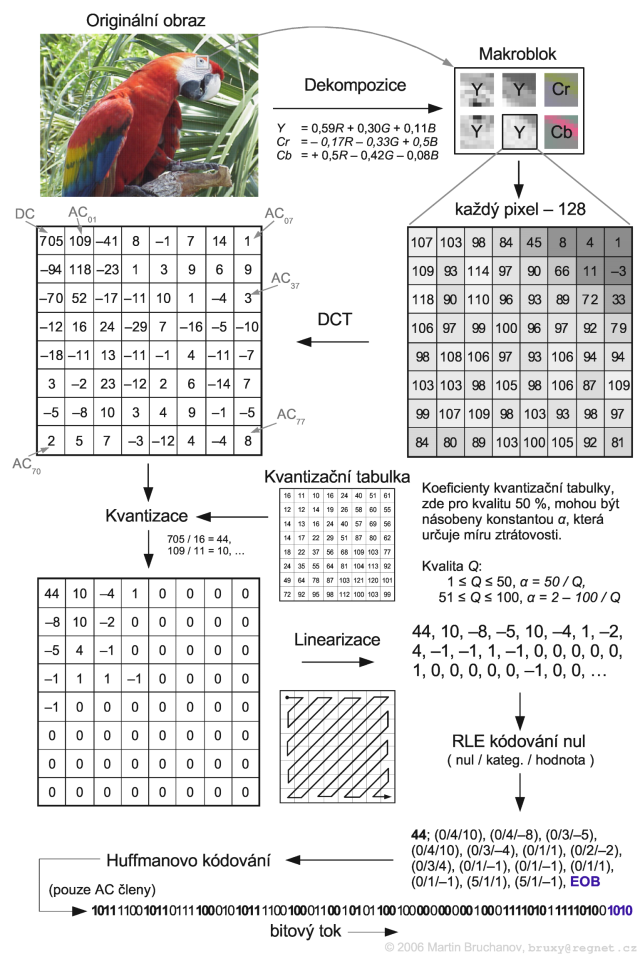 Originální obraz
Makroblok
Dekompozice
Y = 0,59R + 0,30G + 0,11B
Cr = – 0,17R – 0,33G + 0,5B
Cb = + 0,5R – 0,42G – 0,08B
Y Y Cr
Y Y Cb
každý pixel – 128
DC AC01 AC07
705 109 –41 8 –1 7 14 1
–94 118 –23 1 3 9 6 9
–70 52 –17 –11 10 1 –4 3
–12 16 24 –29 7 –16 –5 –10
–18 –11 13 –11 –1 4 –11 –7
3 –2 23 –12 2 6 –14 7
–5 –8 10 3 4 9 –1 –5
2 5 7 –3 –12 4 –4 8
AC37
AC77
AC70
DCT
107 103 98 84 45 8 4 1
109 93 114 97 90 66 11 –3
118 90 110 96 93 89 72 33
106 97 99 100 96 97 92 79
98 108 106 97 93 106 94 94
103 103 98 105 98 106 87 109
99 107 109 98 103 93 98 97
84 80 89 103 100 105 92 81
Kvantizace
705 / 16 = 44,
109 / 11 = 10, ...
Kvantizační tabulka
16 11 10 16 24 40 51 61
12 12 14 19 26 58 60 55
14 13 16 24 40 57 69 56
14 17 22 29 51 87 80 62
18 22 37 56 68 109 103 77
24 35 55 64 81 104 113 92
49 64 78 87 103 121 120 101
72 92 95 98 112 100 103 99
Koeficienty kvantizační tabulky,
zde pro kvalitu 50 %, mohou být
násobeny konstantou α, která
určuje míru ztrátovosti.
Kvalita Q:
1 ≤ Q ≤ 50, α = 50 / Q,
51 ≤ Q ≤ 100, α = 2 – 100 / Q
44 10 –4 1 0 0 0 0
–8 10 –2 0 0 0 0 0
–5 4 –1 0 0 0 0 0
–1 1 1 –1 0 0 0 0
–1 0 0 0 0 0 0 0
0 0 0 0 0 0 0 0
0 0 0 0 0 0 0 0
0 0 0 0 0 0 0 0
Linearizace
44, 10, –8, –5, 10, –4, 1, –2,
4, –1, –1, 1, –1, 0, 0, 0, 0, 0,
1, 0, 0, 0, 0, 0, –1, 0, 0, ...
RLE kódování nul
( nul / kateg. / hodnota )
44; (0/4/10), (0/4/–8), (0/3/–5),
(0/4/10), (0/3/–4), (0/1/1), (0/2/–2),
(0/3/4), (0/1/–1), (0/1/–1), (0/1/1),
(0/1/–1), (5/1/1), (5/1/–1), EOB
Huffmanovo kódování
(pouze AC členy)
bitový tok
© 2006 Martin Bruchanov, bruxy@regnet.cz